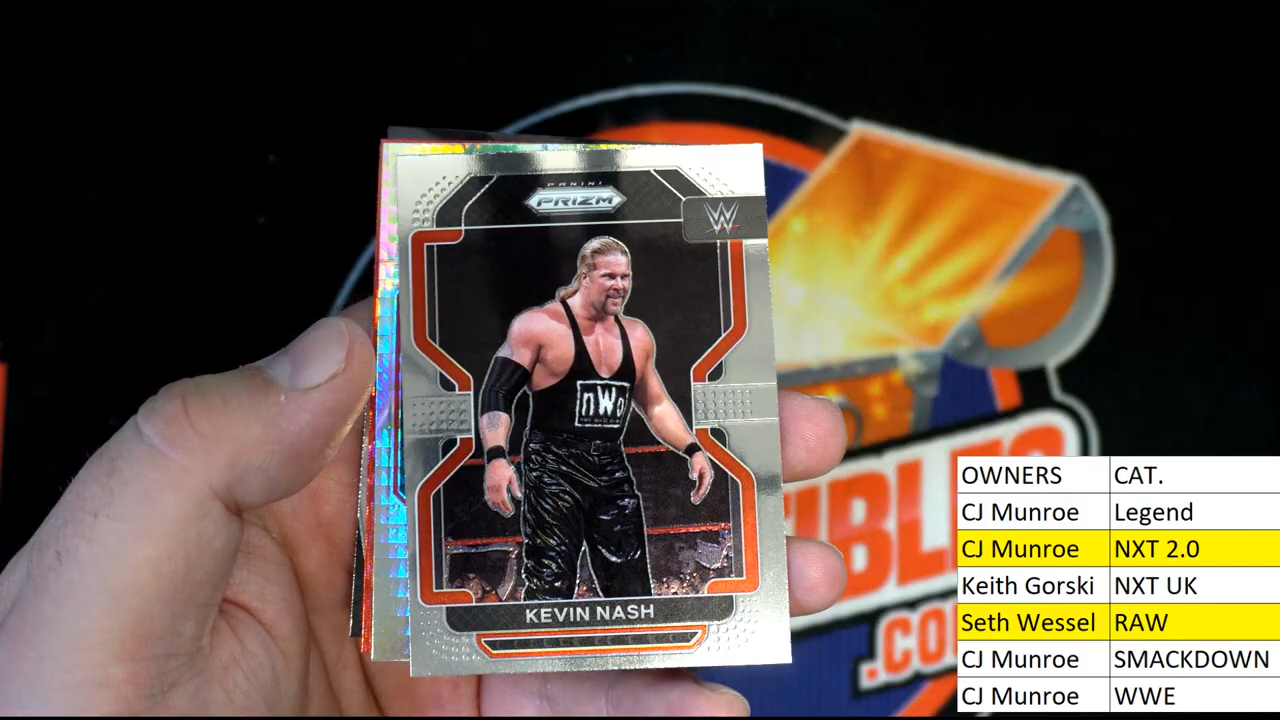 PANINI
PRIZM
W
nWo
KEVIN NASH
IBLES
.CO
OWNERS CAT.
CJ Munroe Legend
CJ Munroe NXT 2.0
Keith Gorski NXT UK
Seth Wessel RAW
CJ Munroe SMACKDOWN
CJ Munroe WWE